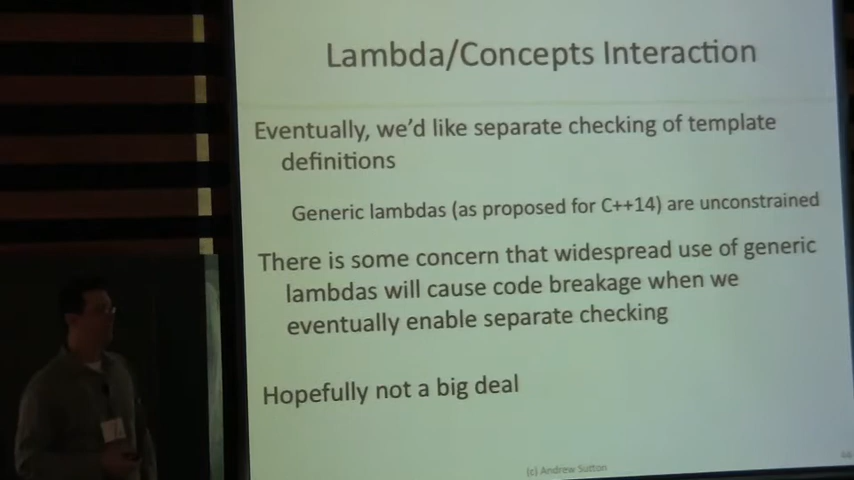 Lambda/Concepts Interaction
Eventually, we'd like separate checking of template
definitions
Generic lambdas (as proposed for C++14) are unconstrained
There is some concern that widespread use of generic
lambdas will cause code breakage when we
eventually enable separate checking
Hopefully not a big deal
(c) Andrew Sutton